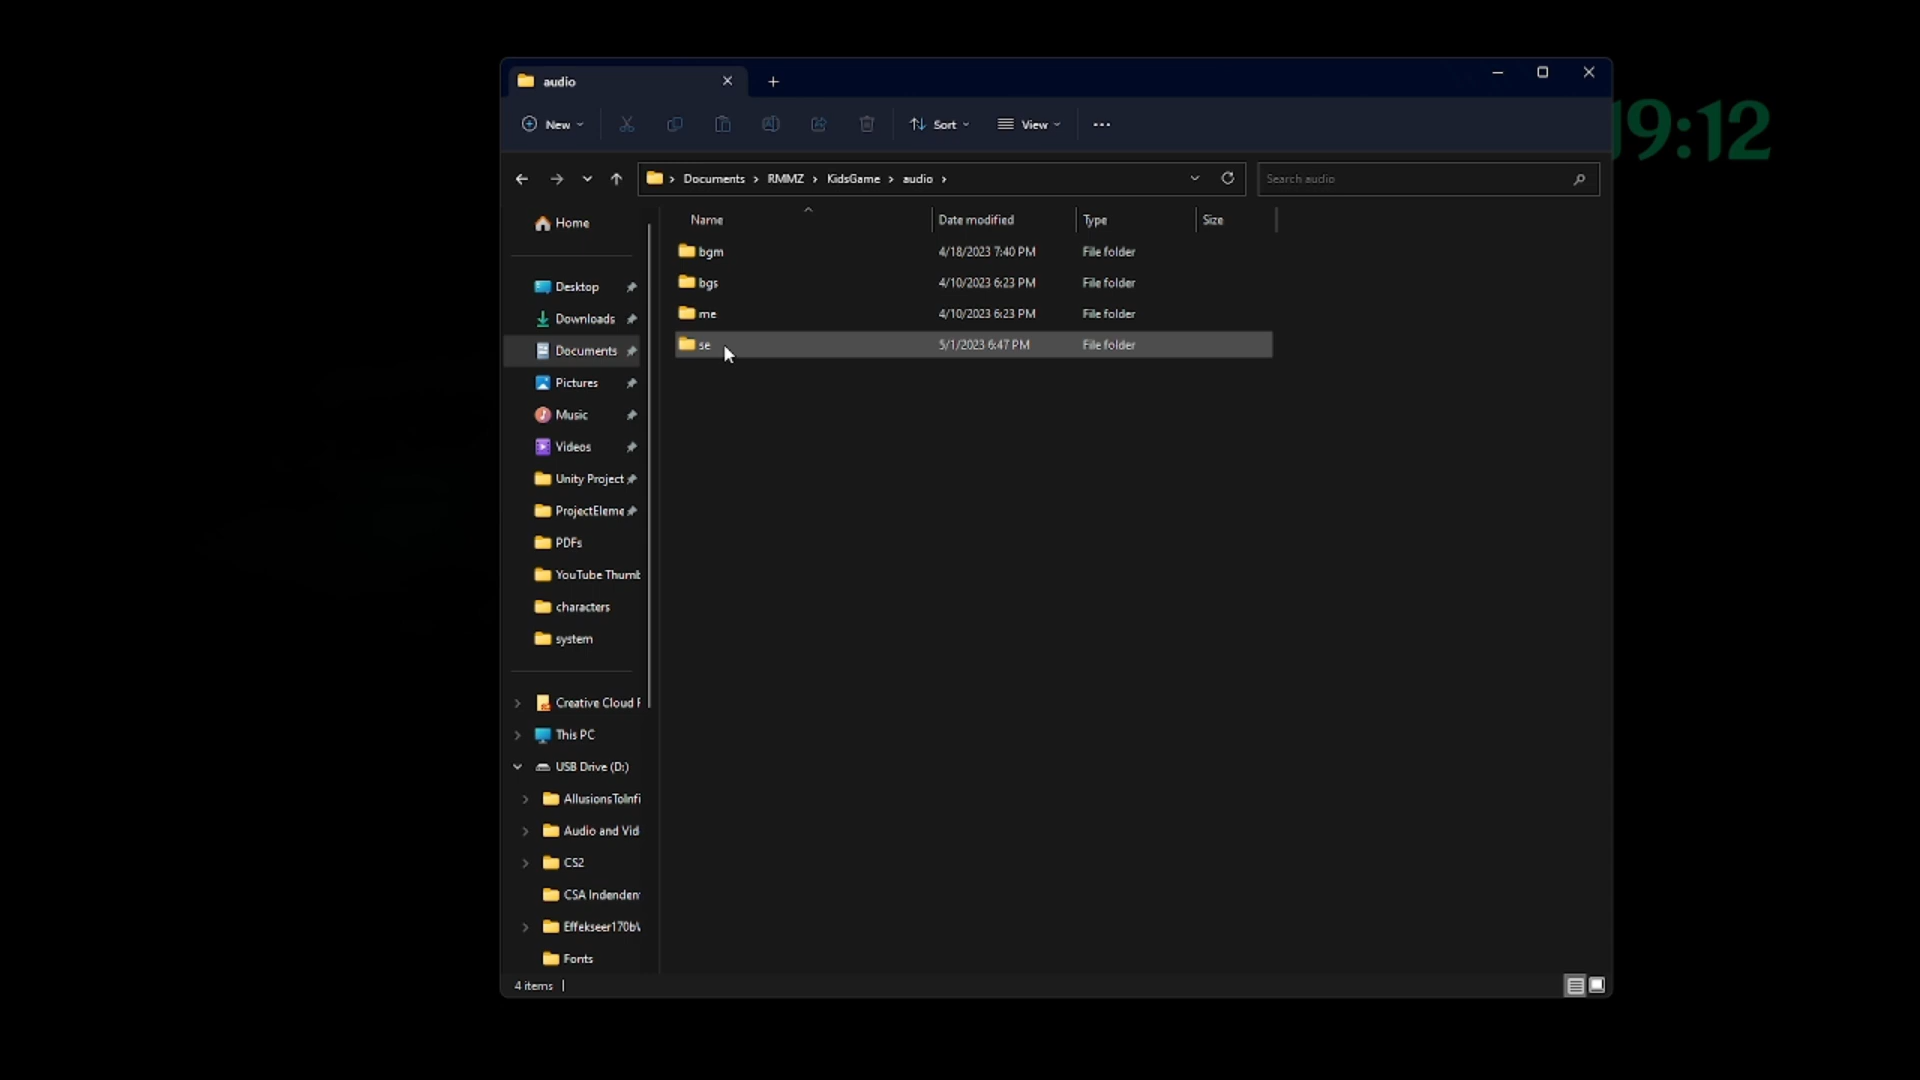 audio
19:12
New
Sort
View
Documents > RMMZ > KidsGame > audio >
Search audio
Name
Date modified
Type
Size
bgm 4/18/2023 7:40 PM File folder
bgs 4/10/2023 6:23 PM File folder
me 4/10/2023 6:23 PM File folder
se 5/1/2023 6:47 PM File folder
Home
Desktop
Downloads
Documents
Pictures
Music
Videos
Unity Project
ProjectEleme
PDFs
YouTube Thumb
characters
system
Creative Cloud F
This PC
USB Drive (D:)
AllusionsToInfi
Audio and Vid
CS2
CSA Indenden
Effekseer170b
Fonts
4 items